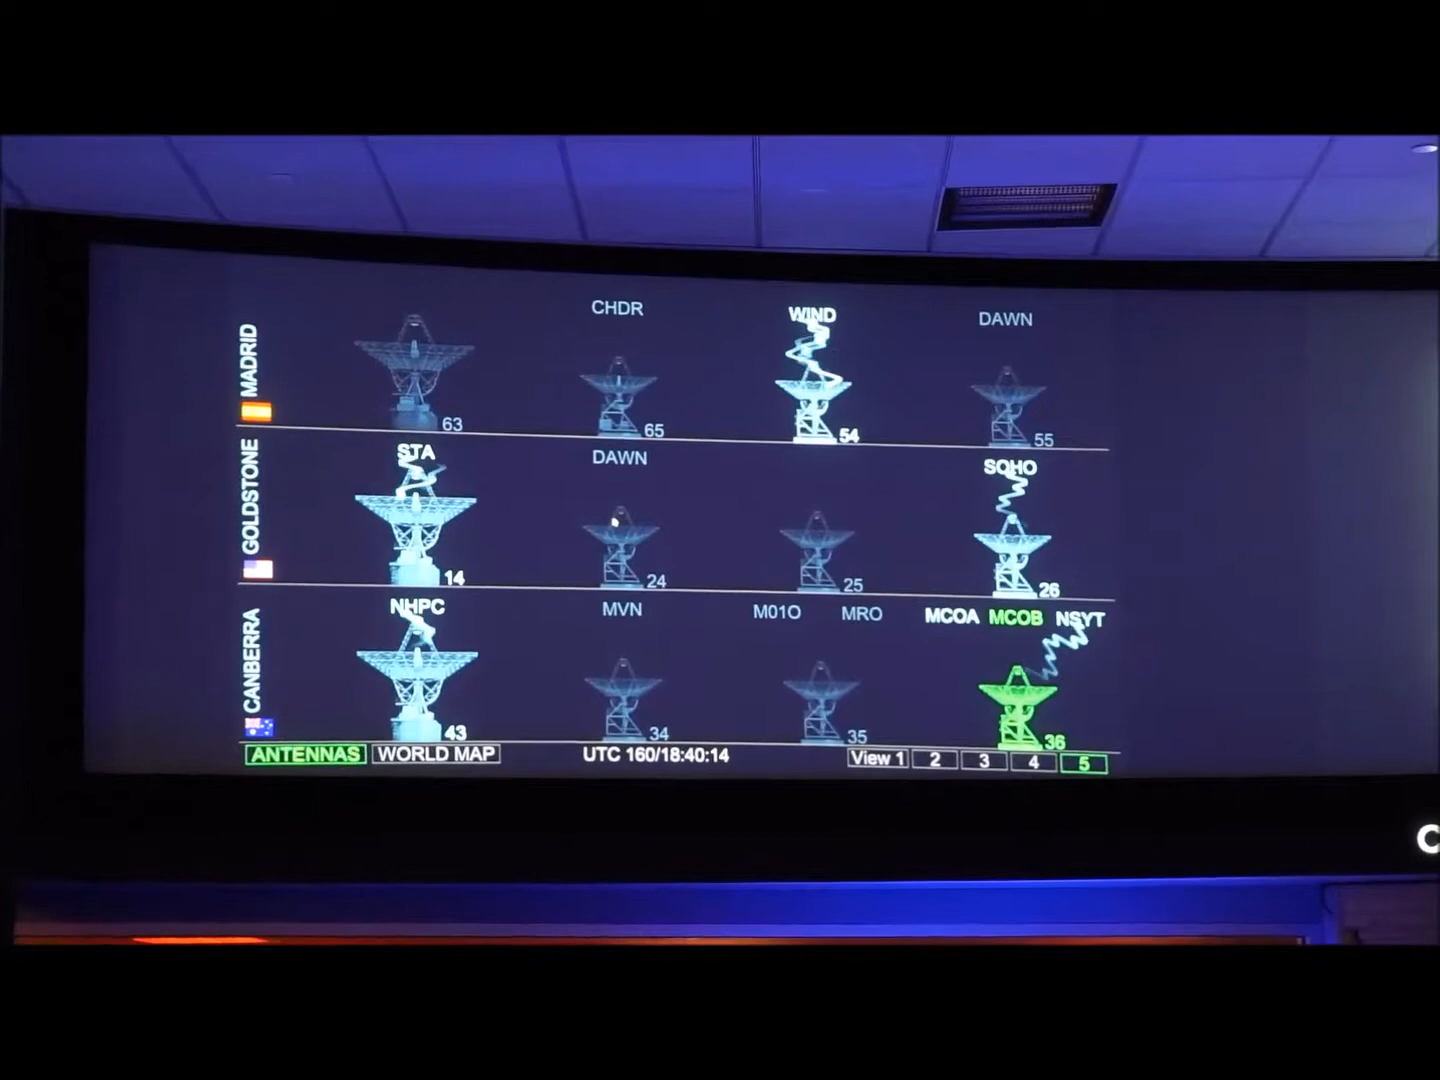 CHDR WIND DAWN
MADRID
63 65 54 55
STA DAWN SOHO
GOLDSTONE
14 24 25 26
NHPC MVN M01O MRO MCOA MCOB NSYT
CANBERRA
43 34 35 36
ANTENNAS WORLD MAP UTC 160/18:40:14 View 1 2 3 4 5
C